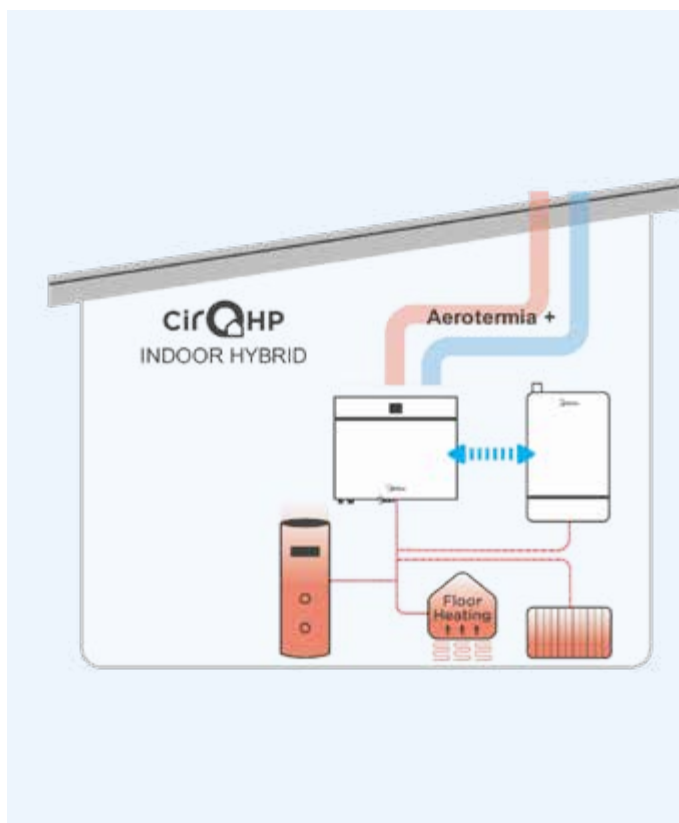 CirQHP
INDOOR HYBRID
Aerotermia +
Floor
Heating